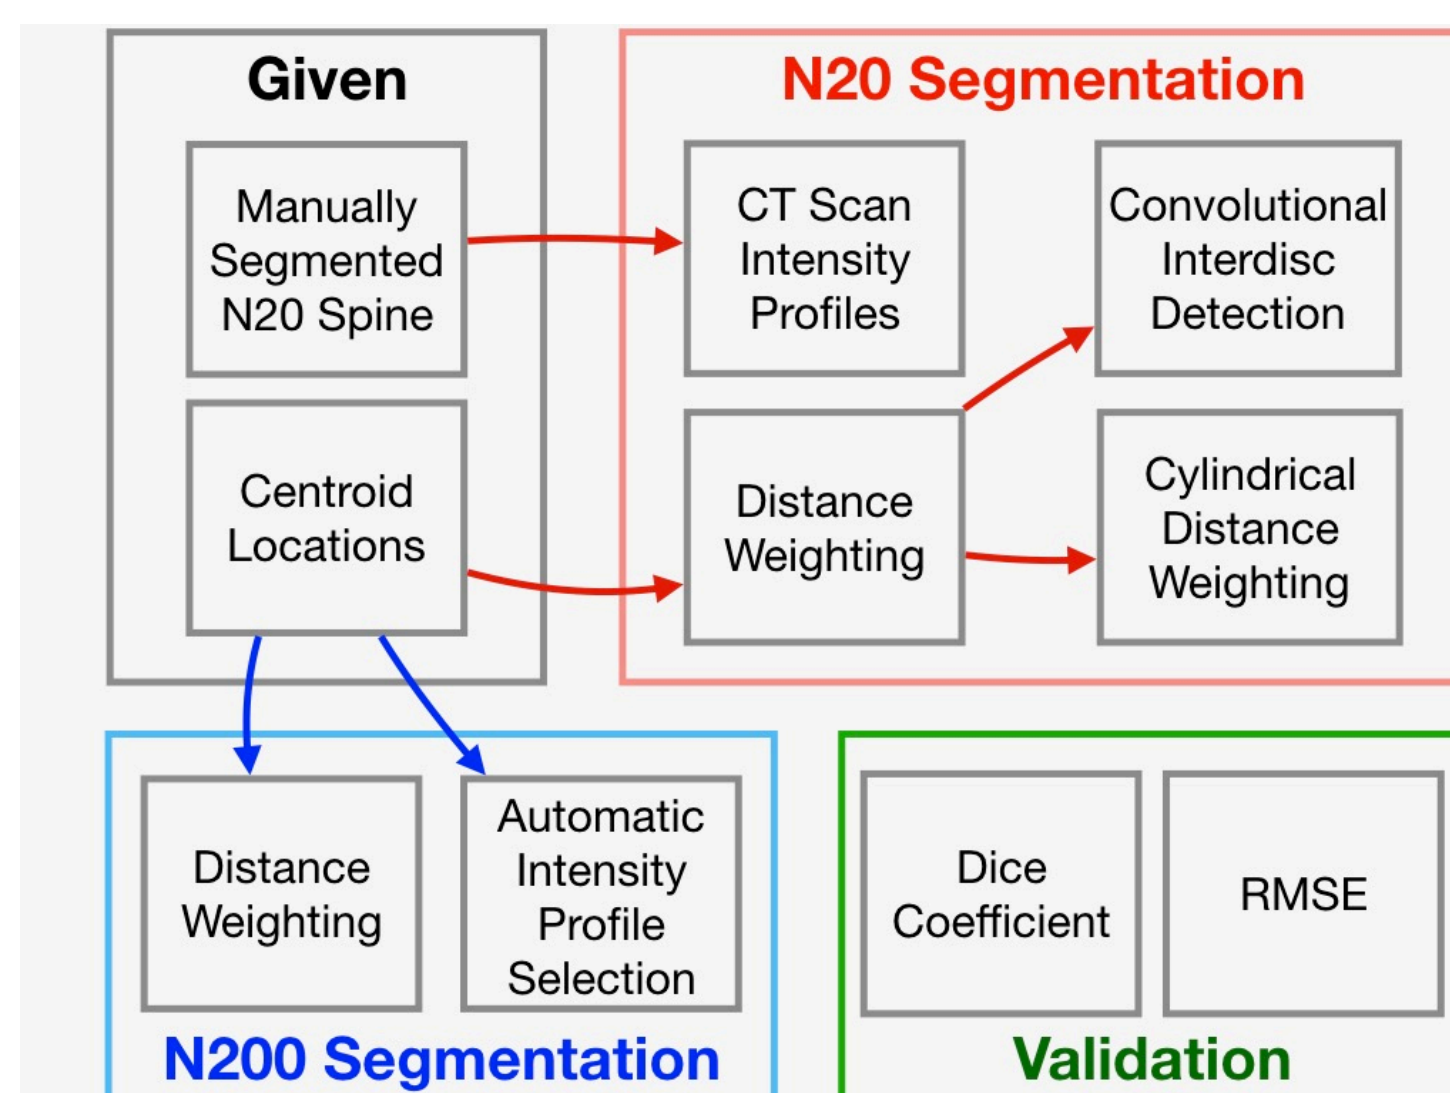 Given
Manually
Segmented
N20 Spine
Centroid
Locations
N20 Segmentation
CT Scan
Intensity
Profiles
Convolutional
Interdisc
Detection
Distance
Weighting
Cylindrical
Distance
Weighting
Distance
Weighting
Automatic
Intensity
Profile
Selection
N200 Segmentation
Dice
Coefficient
RMSE
Validation